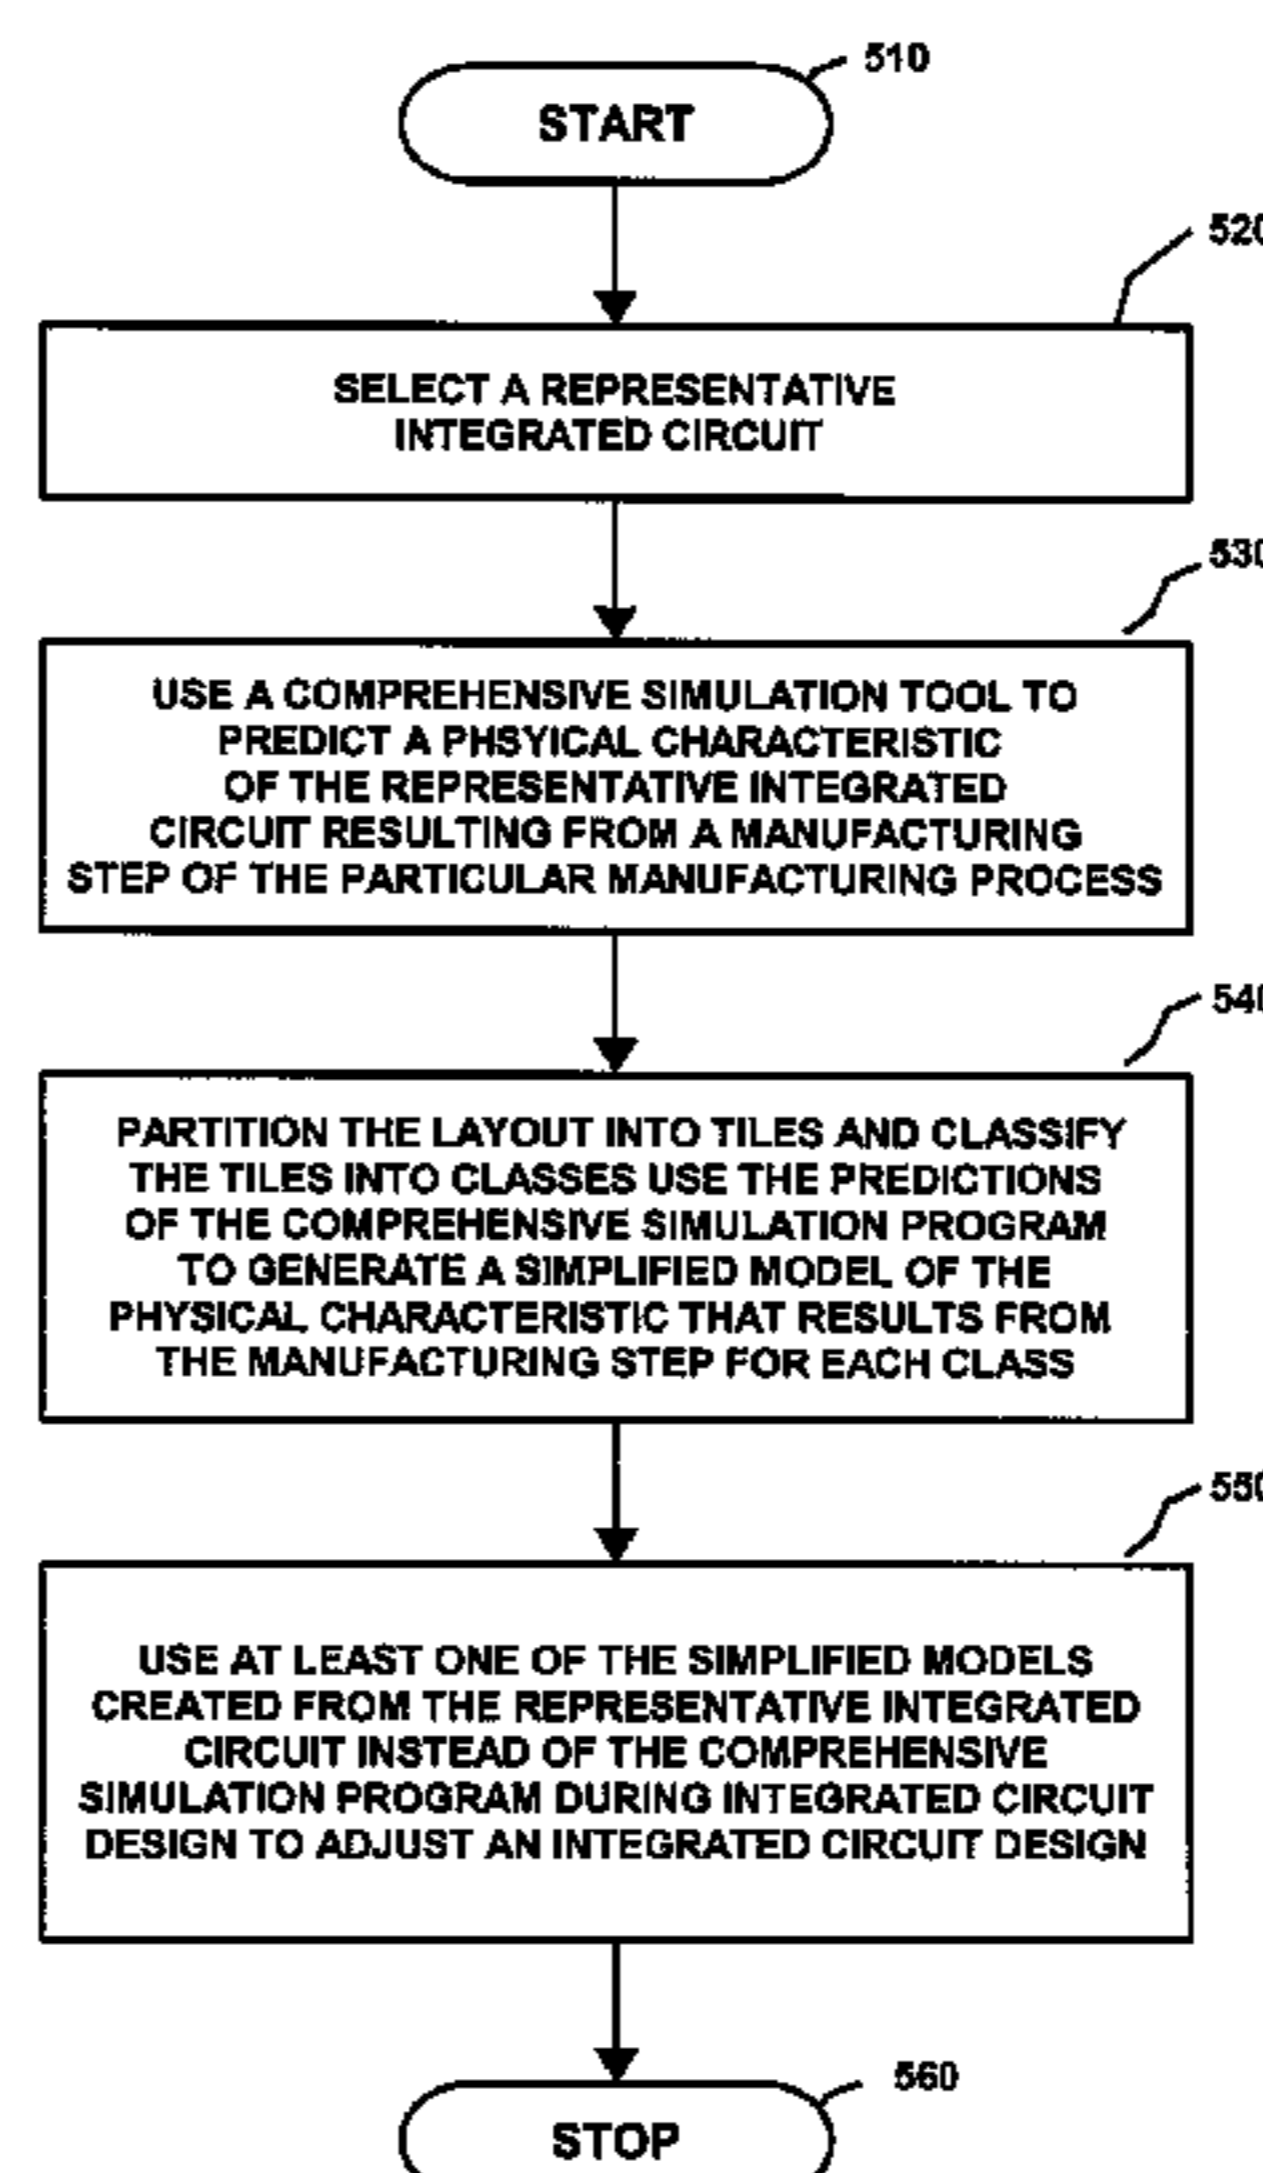 510
START
520
SELECT A REPRESENTATIVE
INTEGRATED CIRCUIT
530
USE A COMPREHENSIVE SIMULATION TOOL TO
PREDICT A PHSYICAL CHARACTERISTIC
OF THE REPRESENTATIVE INTEGRATED
CIRCUIT RESULTING FROM A MANUFACTURING
STEP OF THE PARTICULAR MANUFACTURING PROCESS
540
PARTITION THE LAYOUT INTO TILES AND CLASSIFY
THE TILES INTO CLASSES USE THE PREDICTIONS
OF THE COMPREHENSIVE SIMULATION PROGRAM
TO GENERATE A SIMPLIFIED MODEL OF THE
PHYSICAL CHARACTERISTIC THAT RESULTS FROM
THE MANUFACTURING STEP FOR EACH CLASS
550
USE AT LEAST ONE OF THE SIMPLIFIED MODELS
CREATED FROM THE REPRESENTATIVE INTEGRATED
CIRCUIT INSTEAD OF THE COMPREHENSIVE
SIMULATION PROGRAM DURING INTEGRATED CIRCUIT
DESIGN TO ADJUST AN INTEGRATED CIRCUIT DESIGN
560
STOP